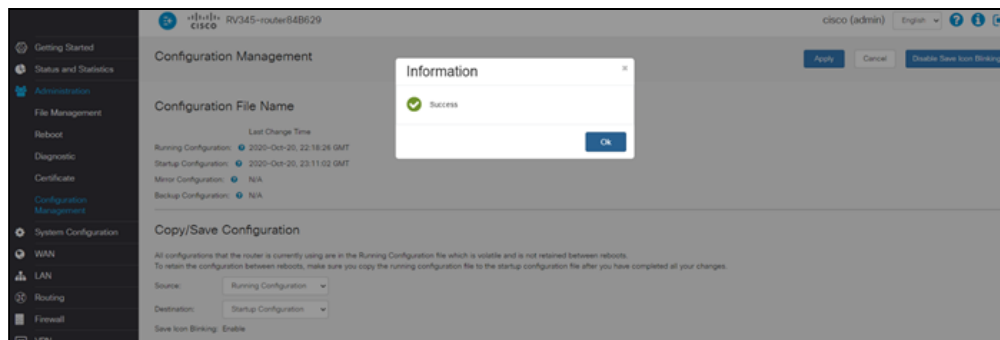 CISCO RV345-router84B629 cisco (admin) English
Getting Started
Status and Statistics
Administration
File Management
Reboot
Diagnostic
Certificate
Configuration
Management
System Configuration
WAN
LAN
Routing
Firewall
VPN
Configuration Management
Apply Cancel Disable Save Icon Blinking
Information
Success
Ok
Configuration File Name
Last Change Time
Running Configuration: 2020-Oct-20, 22:18:26 GMT
Startup Configuration: 2020-Oct-20, 23:11:02 GMT
Mirror Configuration: N/A
Backup Configuration: N/A
Copy/Save Configuration
All configurations that the router is currently using are in the Running Configuration file which is volatile and is not retained between reboots.
To retain the configuration between reboots, make sure you copy the running configuration file to the startup configuration file after you have completed all your changes.
Source: Running Configuration
Destination: Startup Configuration
Save Icon Blinking: Enable